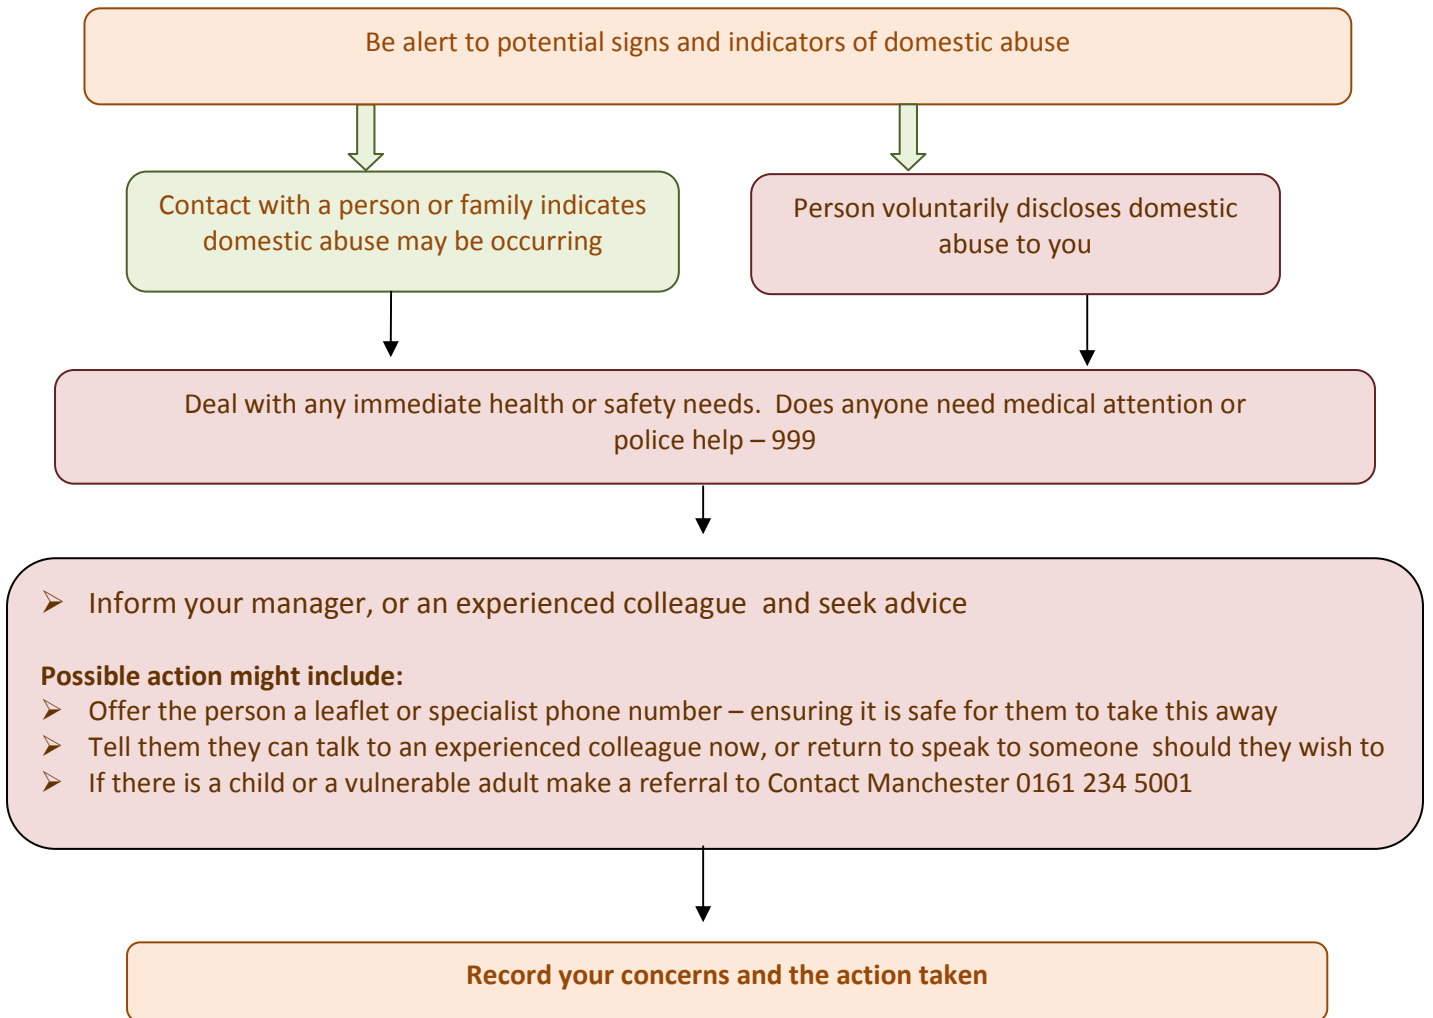 Be alert to potential signs and indicators of domestic abuse
Contact with a person or family indicates
domestic abuse may be occurring
Person voluntarily discloses domestic
abuse to you
Deal with any immediate health or safety needs.  Does anyone need medical attention or
police help – 999
➢ Inform your manager, or an experienced colleague  and seek advice
Possible action might include:
➢ Offer the person a leaflet or specialist phone number – ensuring it is safe for them to take this away
➢ Tell them they can talk to an experienced colleague now, or return to speak to someone  should they wish to
➢ If there is a child or a vulnerable adult make a referral to Contact Manchester 0161 234 5001
Record your concerns and the action taken